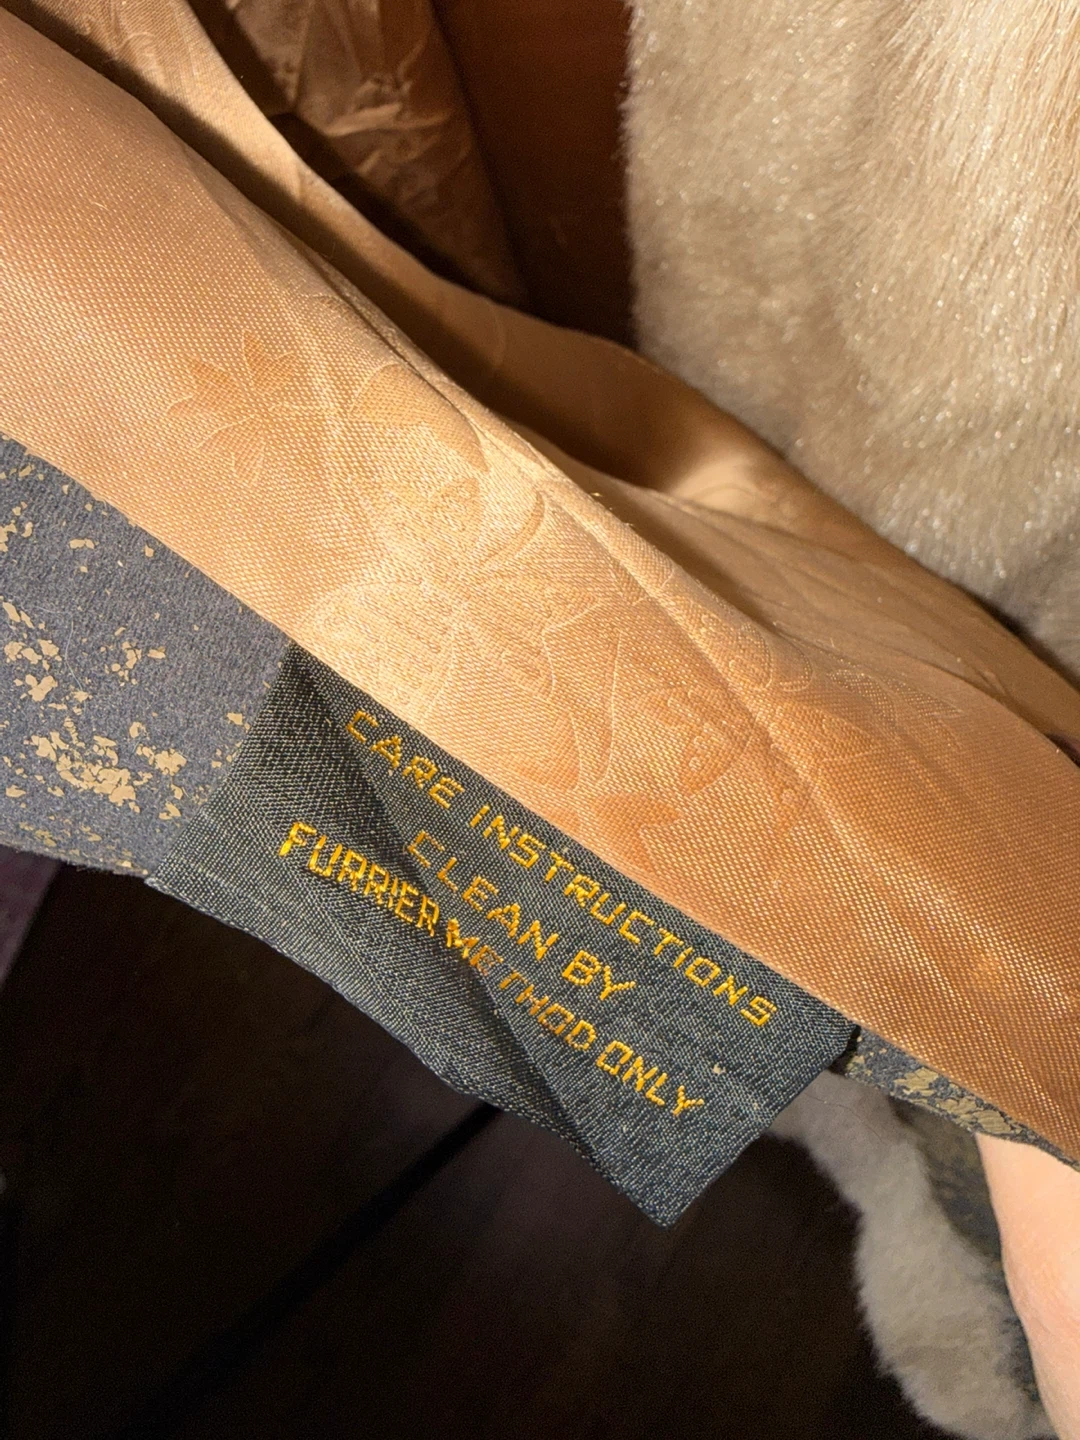 CARE INSTRUCTIONS
CLEAN BY
FURRIER METHOD ONLY